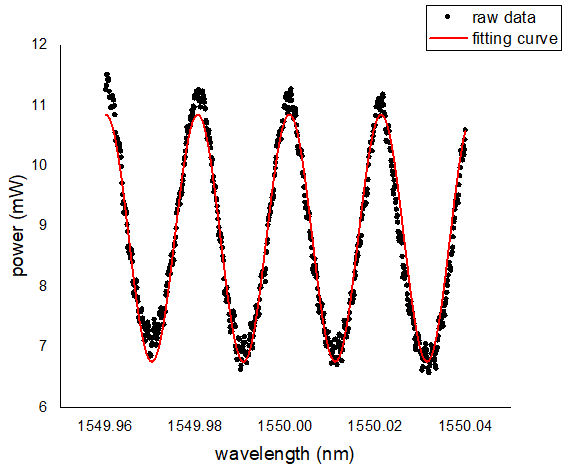 raw data
fitting curve
12
11
10
9
8
7
6
power (mW)
1549.96 1549.98 1550.00 1550.02 1550.04
wavelength (nm)